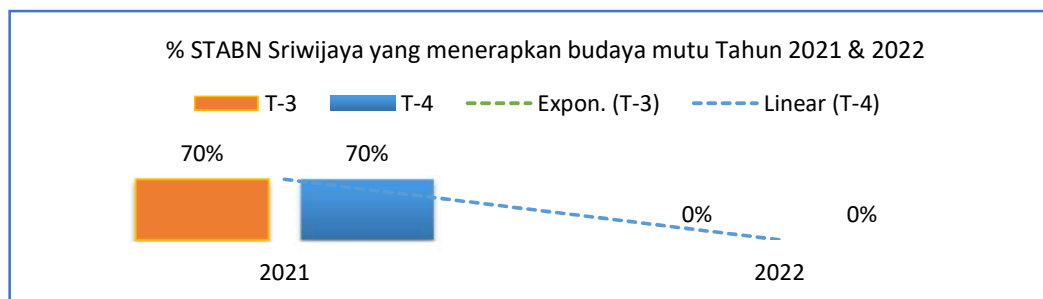 % STABN Sriwijaya yang menerapkan budaya mutu Tahun 2021 & 2022
T-3 T-4 Expon. (T-3) Linear (T-4)
70% 70%
0% 0%
2021 2022